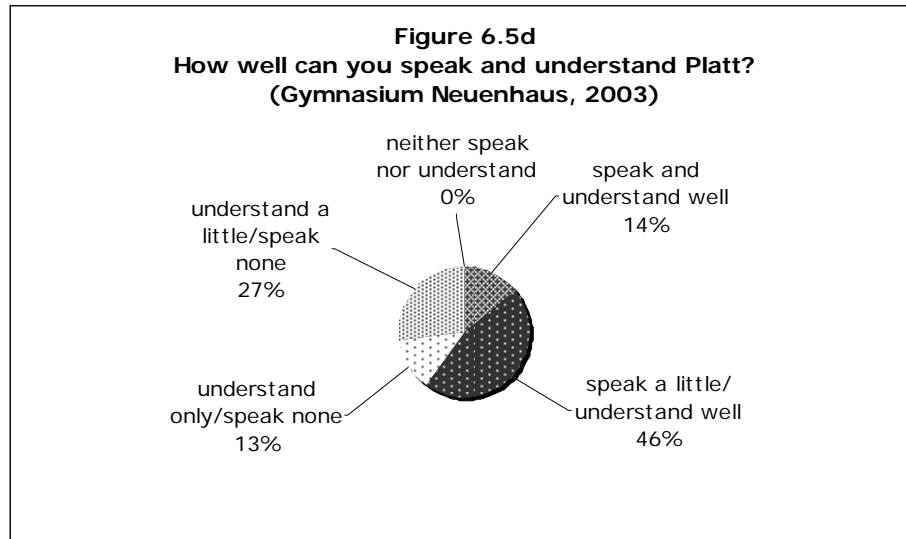 Figure 6.5d
How well can you speak and understand Platt?
(Gymnasium Neuenhaus, 2003)
neither speak
nor understand
0%
speak and
understand well
14%
understand a
little/speak
none
27%
understand
only/speak none
13%
speak a little/
understand well
46%